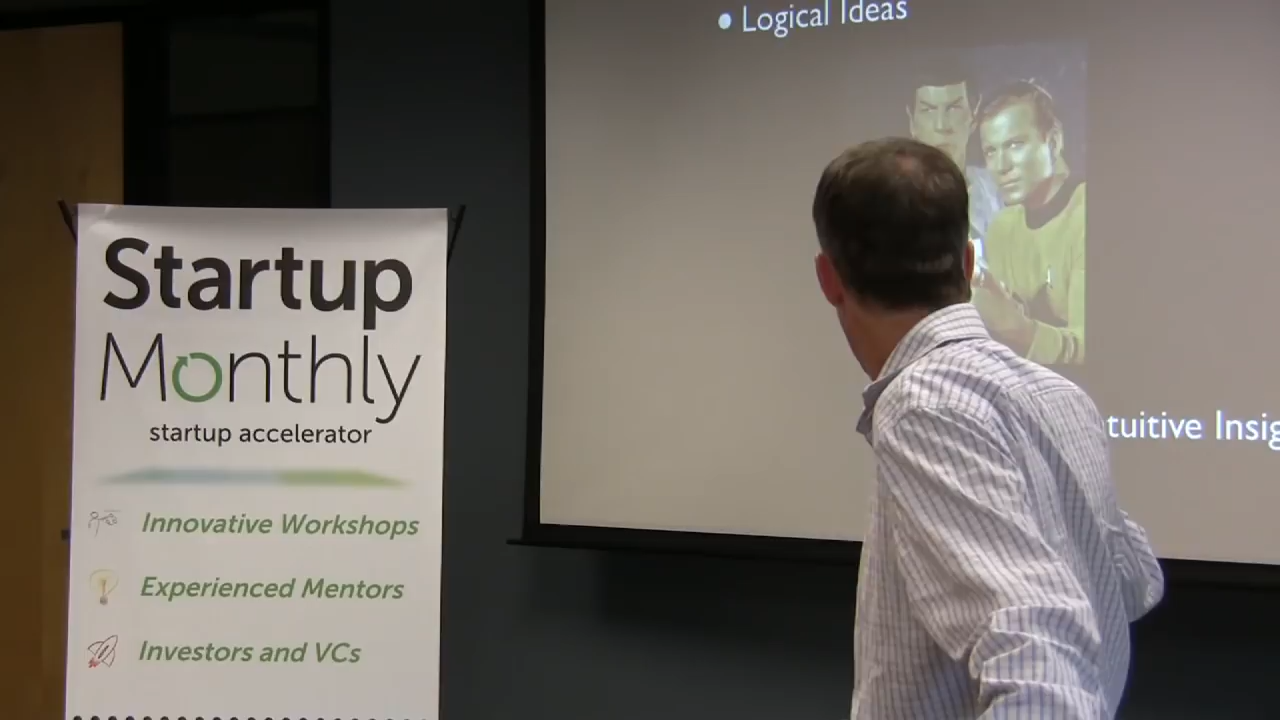 • Logical Ideas
tuitive Insig
Startup
Monthly
startup accelerator
Innovative Workshops
Experienced Mentors
Investors and VCs